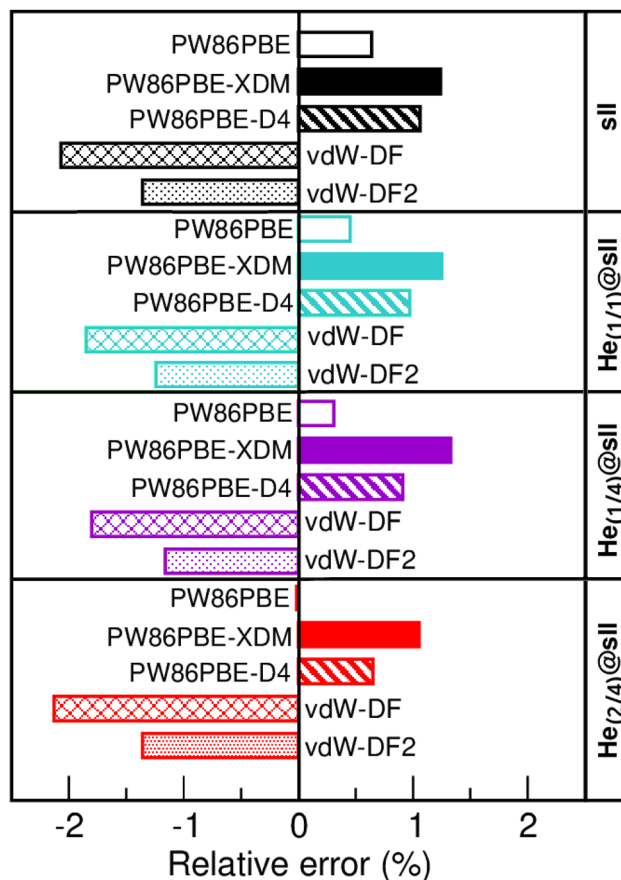 PW86PBE
PW86PBE-XDM
PW86PBE-D4
vdW-DF
vdW-DF2
sII
PW86PBE
PW86PBE-XDM
PW86PBE-D4
vdW-DF
vdW-DF2
He(1/1)@sII
PW86PBE
PW86PBE-XDM
PW86PBE-D4
vdW-DF
vdW-DF2
He(1/4)@sII
PW86PBE
PW86PBE-XDM
PW86PBE-D4
vdW-DF
vdW-DF2
He(2/4)@sII
-2 -1 0 1 2
Relative error (%)